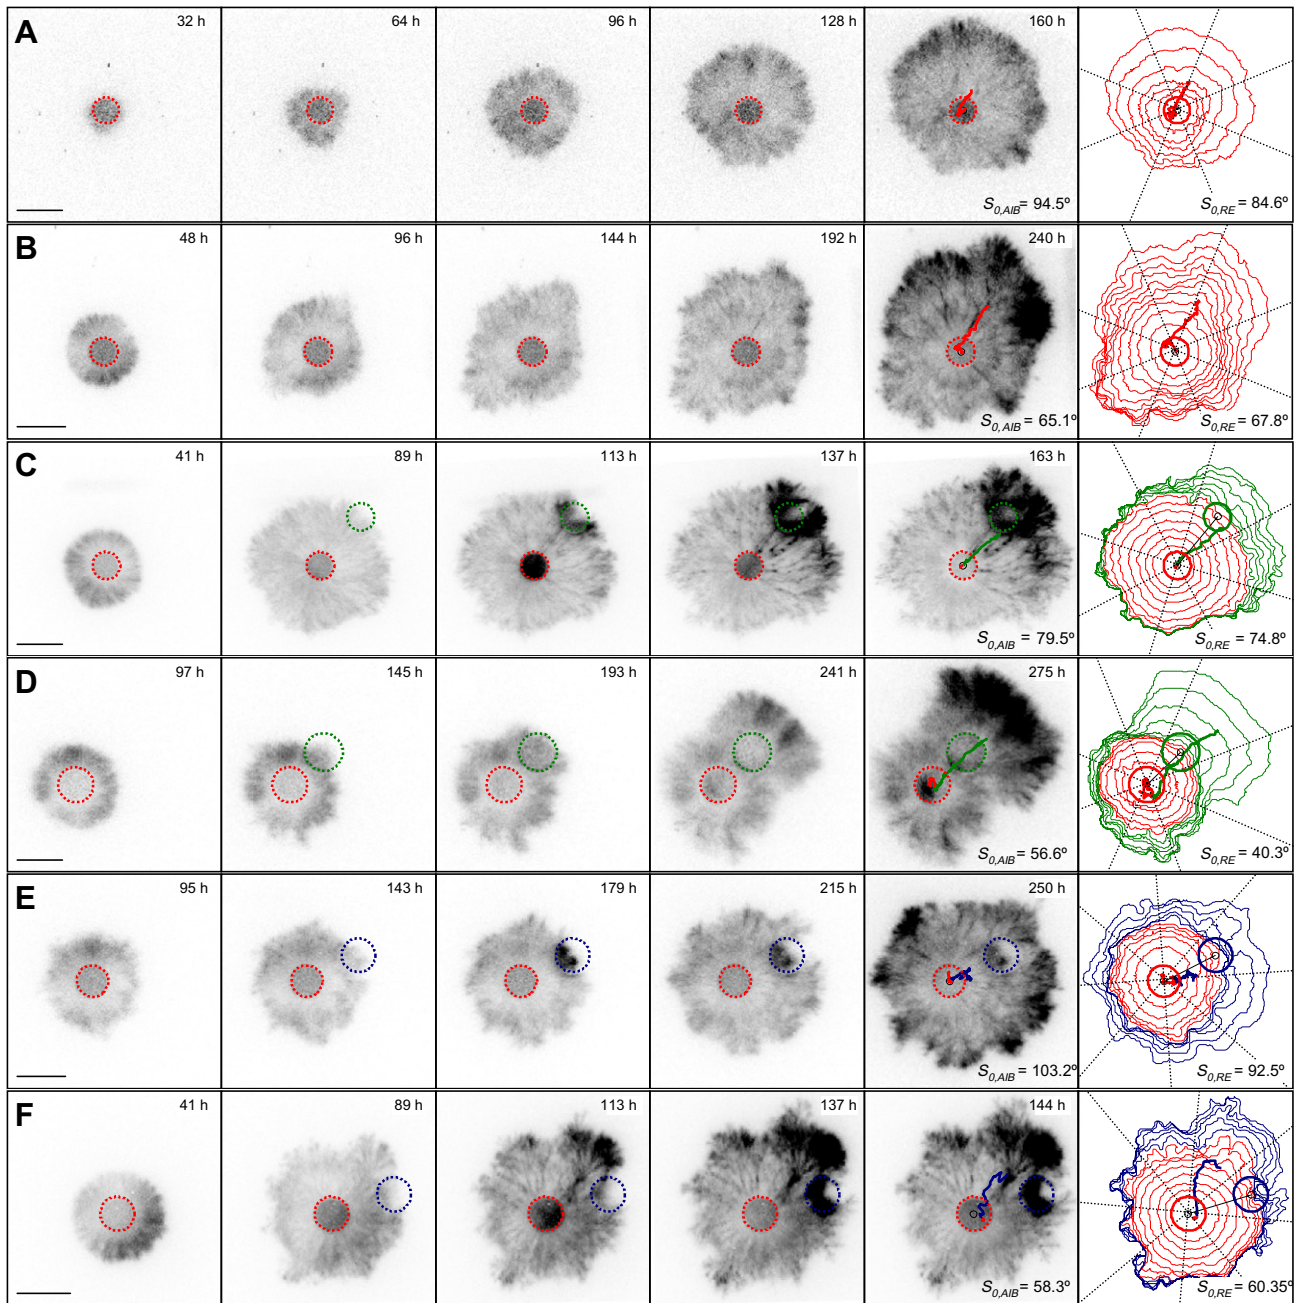 A 32 h 64 h 96 h 128 h 160 h
S0,AIB = 94.5º S0,RE = 84.6º
B 48 h 96 h 144 h 192 h 240 h
S0,AIB = 65.1º S0,RE = 67.8º
C 41 h 89 h 113 h 137 h 163 h
S0,AIB = 79.5º S0,RE = 74.8º
D 97 h 145 h 193 h 241 h 275 h
S0,AIB = 56.6º S0,RE = 40.3º
E 95 h 143 h 179 h 215 h 250 h
S0,AIB = 103.2º S0,RE = 92.5º
F 41 h 89 h 113 h 137 h 144 h
S0,AIB = 58.3º S0,RE = 60.35º